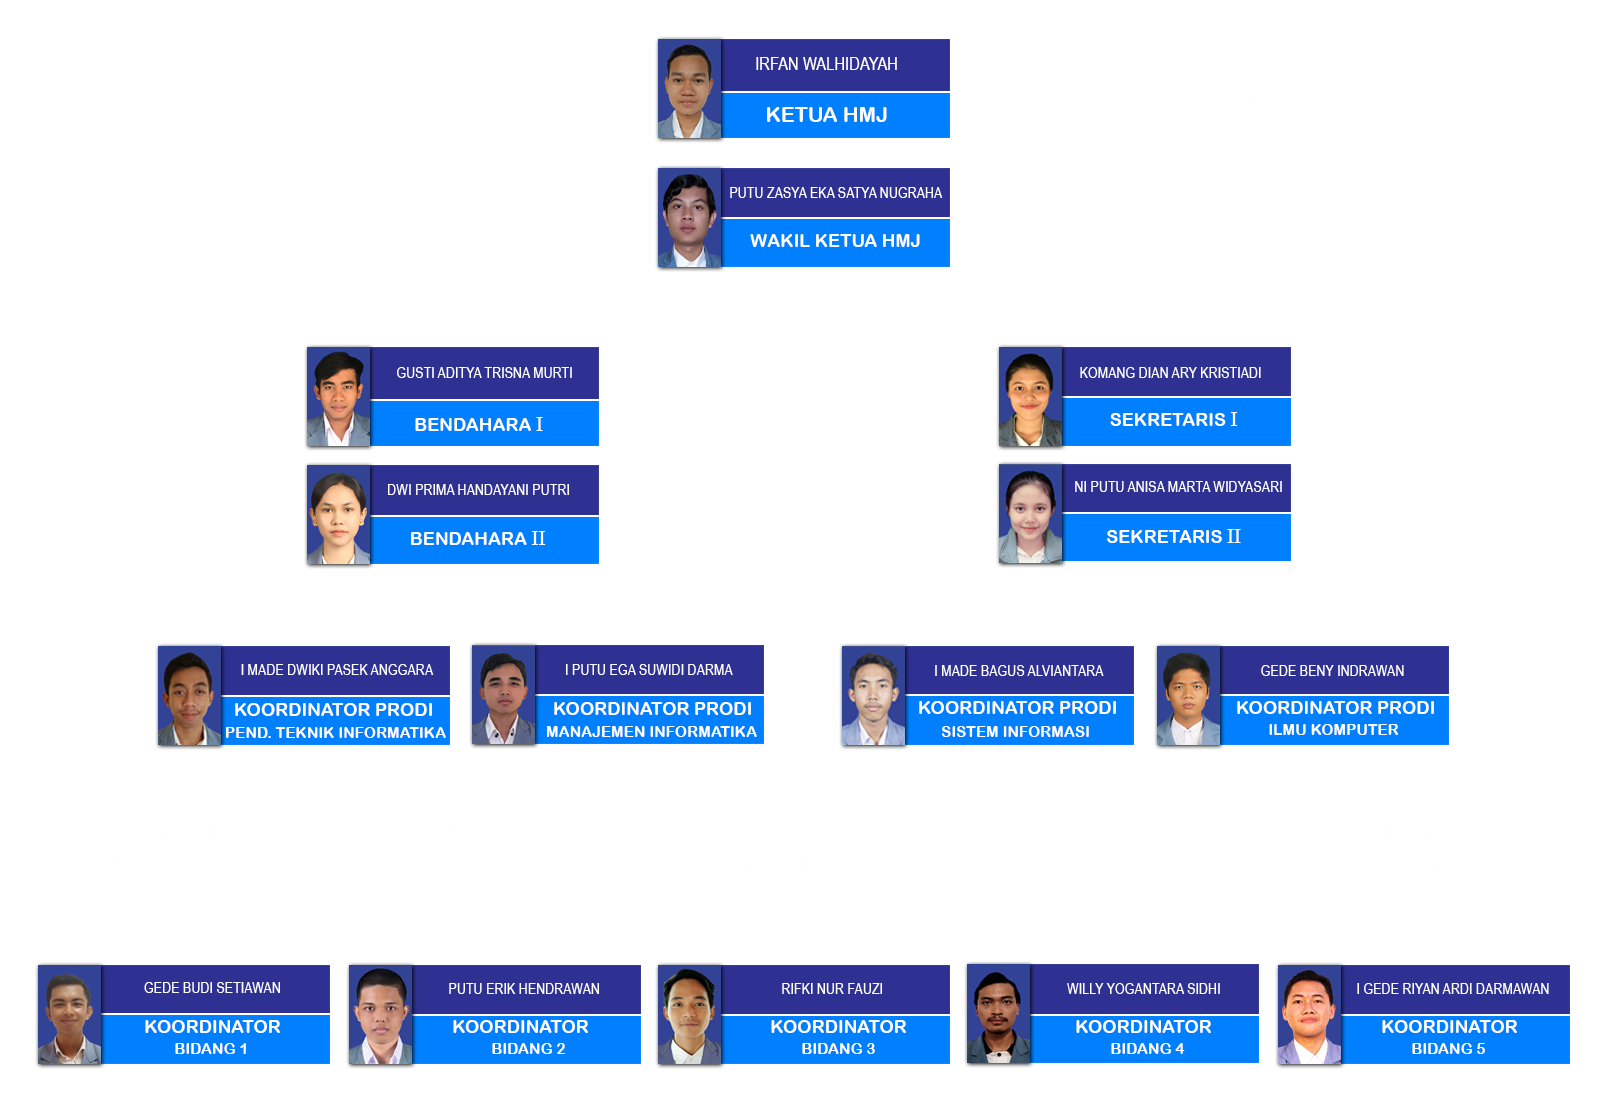 IRFAN WALHIDAYAH
KETUA HMJ
PUTU ZASYA EKA SATYA NUGRAHA
WAKIL KETUA HMJ
GUSTI ADITYA TRISNA MURTI
BENDAHARA I
KOMANG DIAN ARY KRISTIADI
SEKRETARIS I
DWI PRIMA HANDAYANI PUTRI
BENDAHARA II
NI PUTU ANISA MARTA WIDYASARI
SEKRETARIS II
I MADE DWIKI PASEK ANGGARA
KOORDINATOR PRODI
PEND. TEKNIK INFORMATIKA
I PUTU EGA SUWIDI DARMA
KOORDINATOR PRODI
MANAJEMEN INFORMATIKA
I MADE BAGUS ALVIANTARA
KOORDINATOR PRODI
SISTEM INFORMASI
GEDE BENY INDRAWAN
KOORDINATOR PRODI
ILMU KOMPUTER
GEDE BUDI SETIAWAN
KOORDINATOR
BIDANG 1
PUTU ERIK HENDRAWAN
KOORDINATOR
BIDANG 2
RIFKI NUR FAUZI
KOORDINATOR
BIDANG 3
WILLY YOGANTARA SIDHI
KOORDINATOR
BIDANG 4
I GEDE RIYAN ARDI DARMAWAN
KOORDINATOR
BIDANG 5